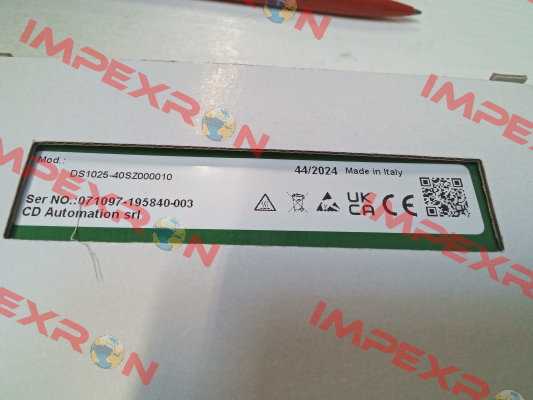 Mod.:
DS1025-40SZ000010
44/2024 Made in Italy
Ser NO.:071097-195840-003
CD Automation srl
UK
CA
CE
IMPEXRON
IMPEXRON
IMPEXRON
IMPEXRON
IMPEXRON
IMPEXRON